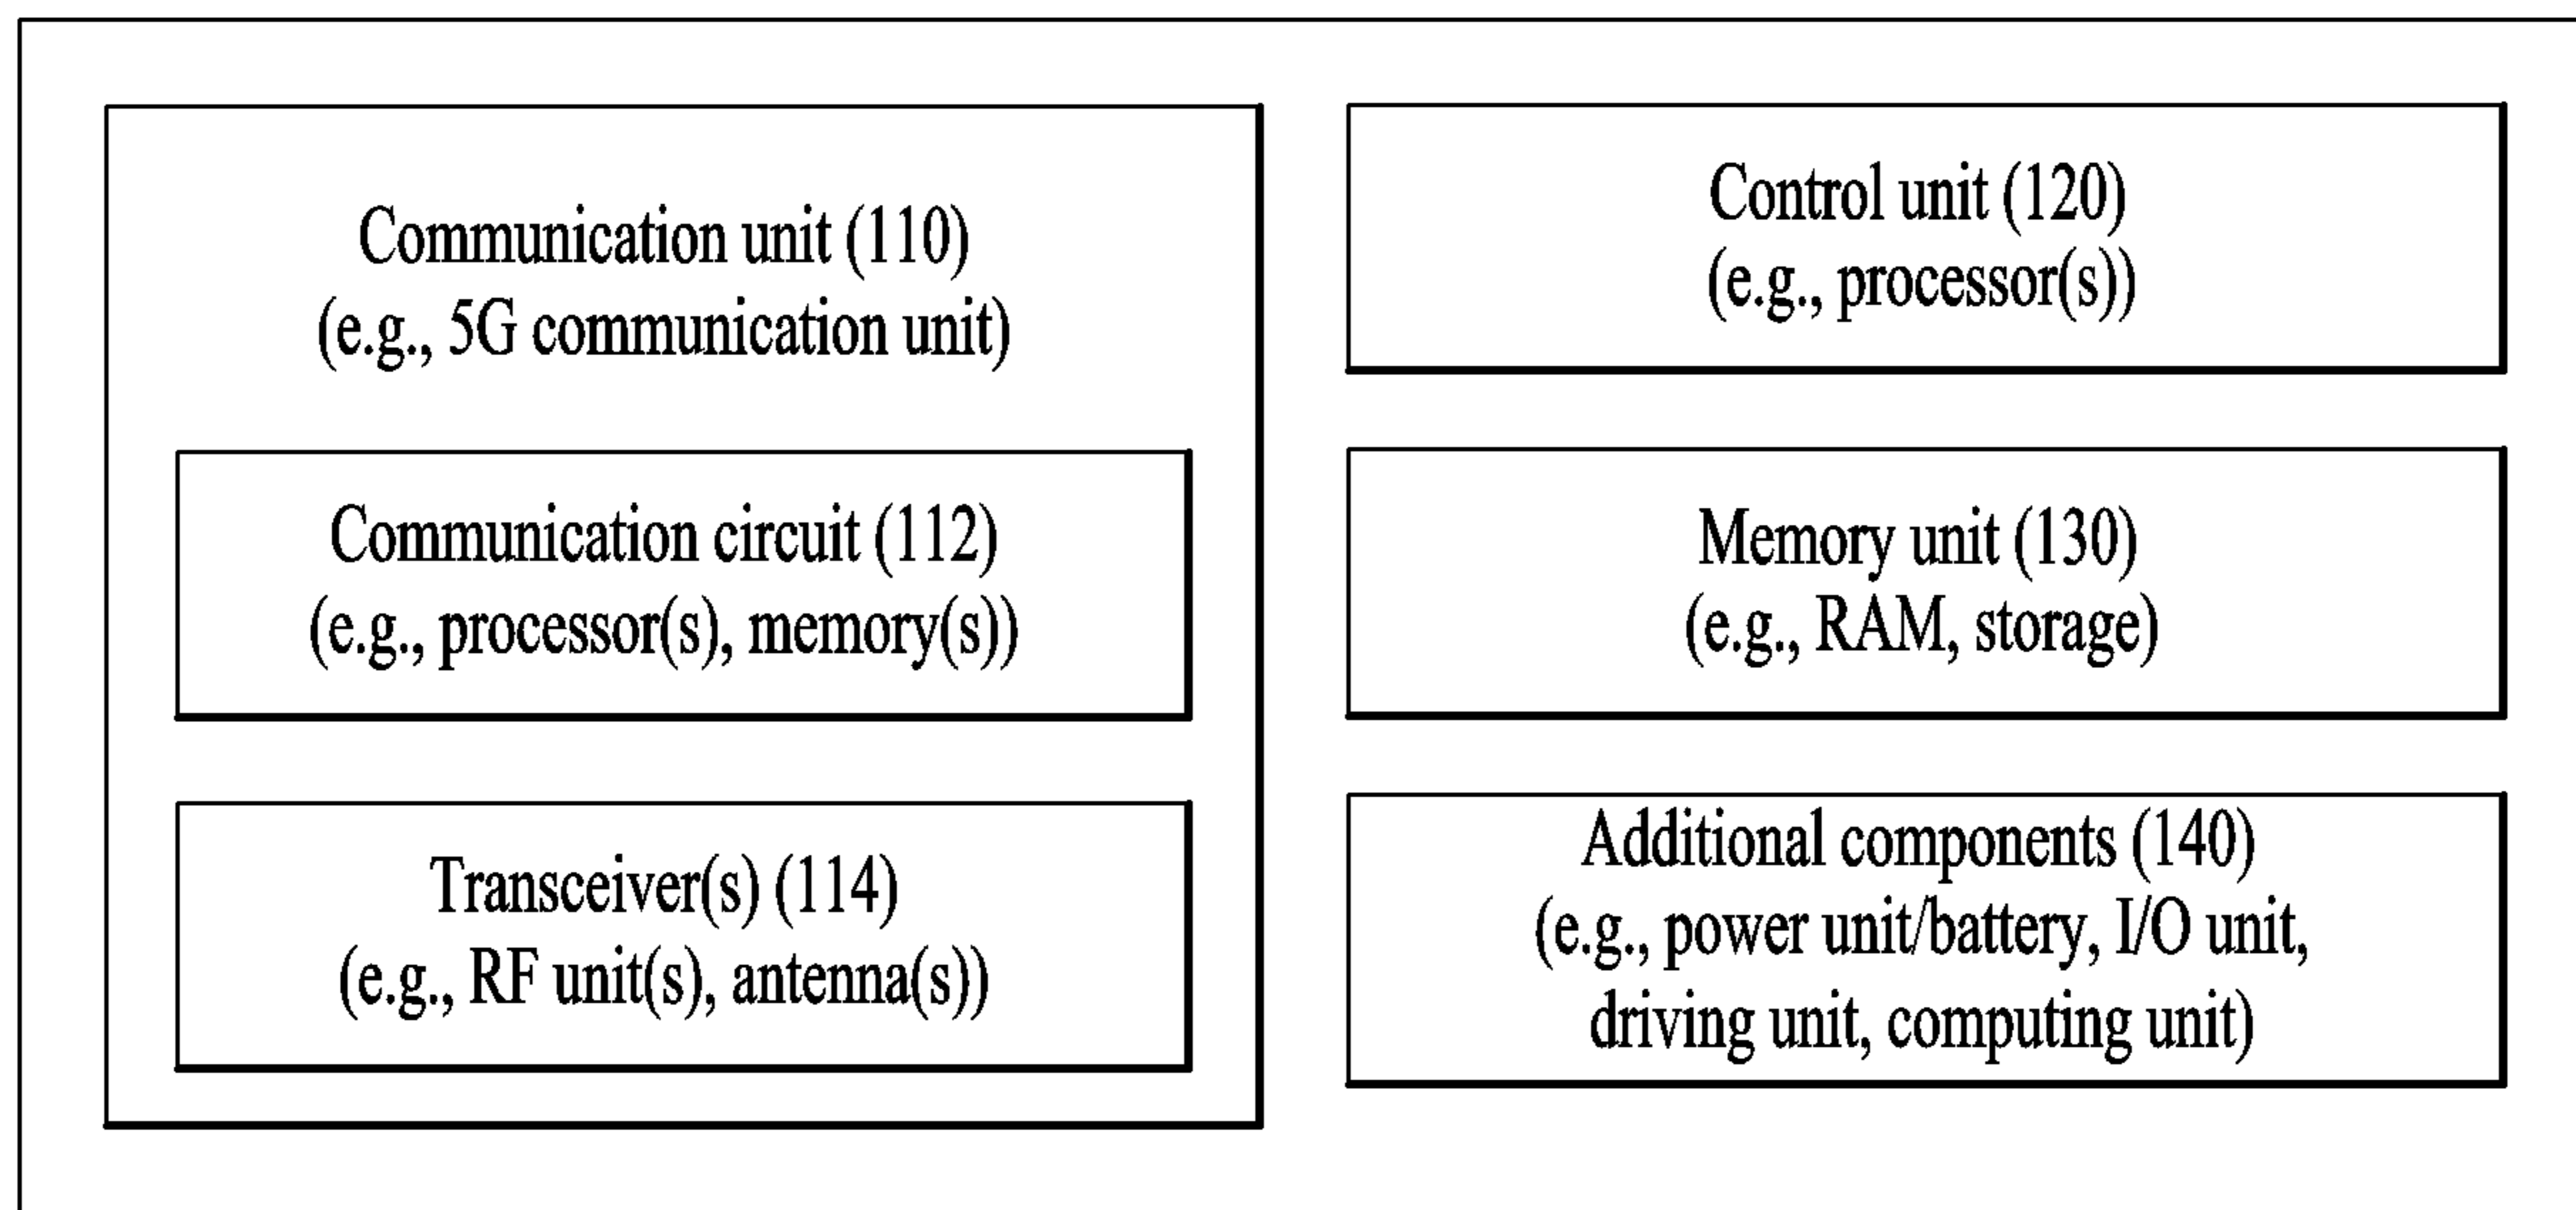 Communication unit (110)
(e.g., 5G communication unit)
Communication circuit (112)
(e.g., processor(s), memory(s))
Transceiver(s) (114)
(e.g., RF unit(s), antenna(s))
Control unit (120)
(e.g., processor(s))
Memory unit (130)
(e.g., RAM, storage)
Additional components (140)
(e.g., power unit/battery, I/O unit,
driving unit, computing unit)